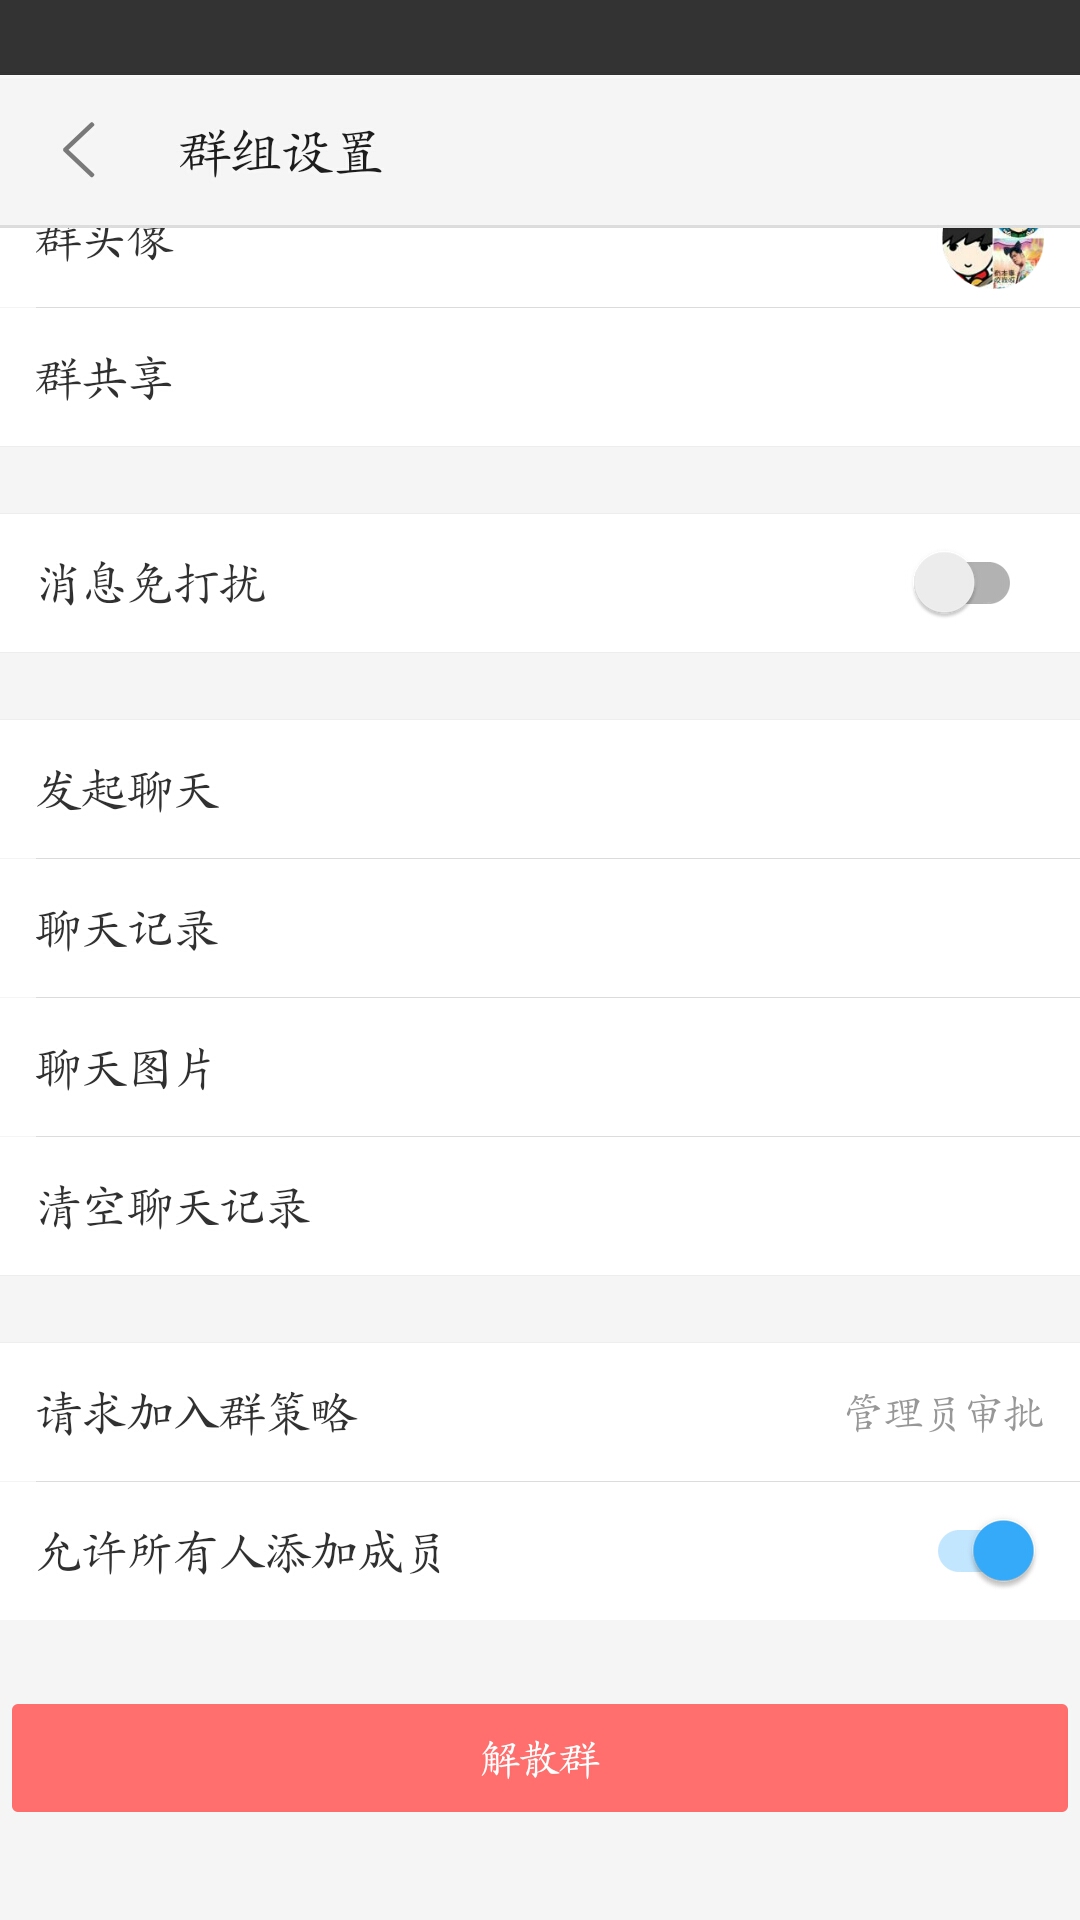 群组设置
群头像
群共享
消息免打扰
发起聊天
聊天记录
聊天图片
清空聊天记录
请求加入群策略
管理员审批
允许所有人添加成员
解散群